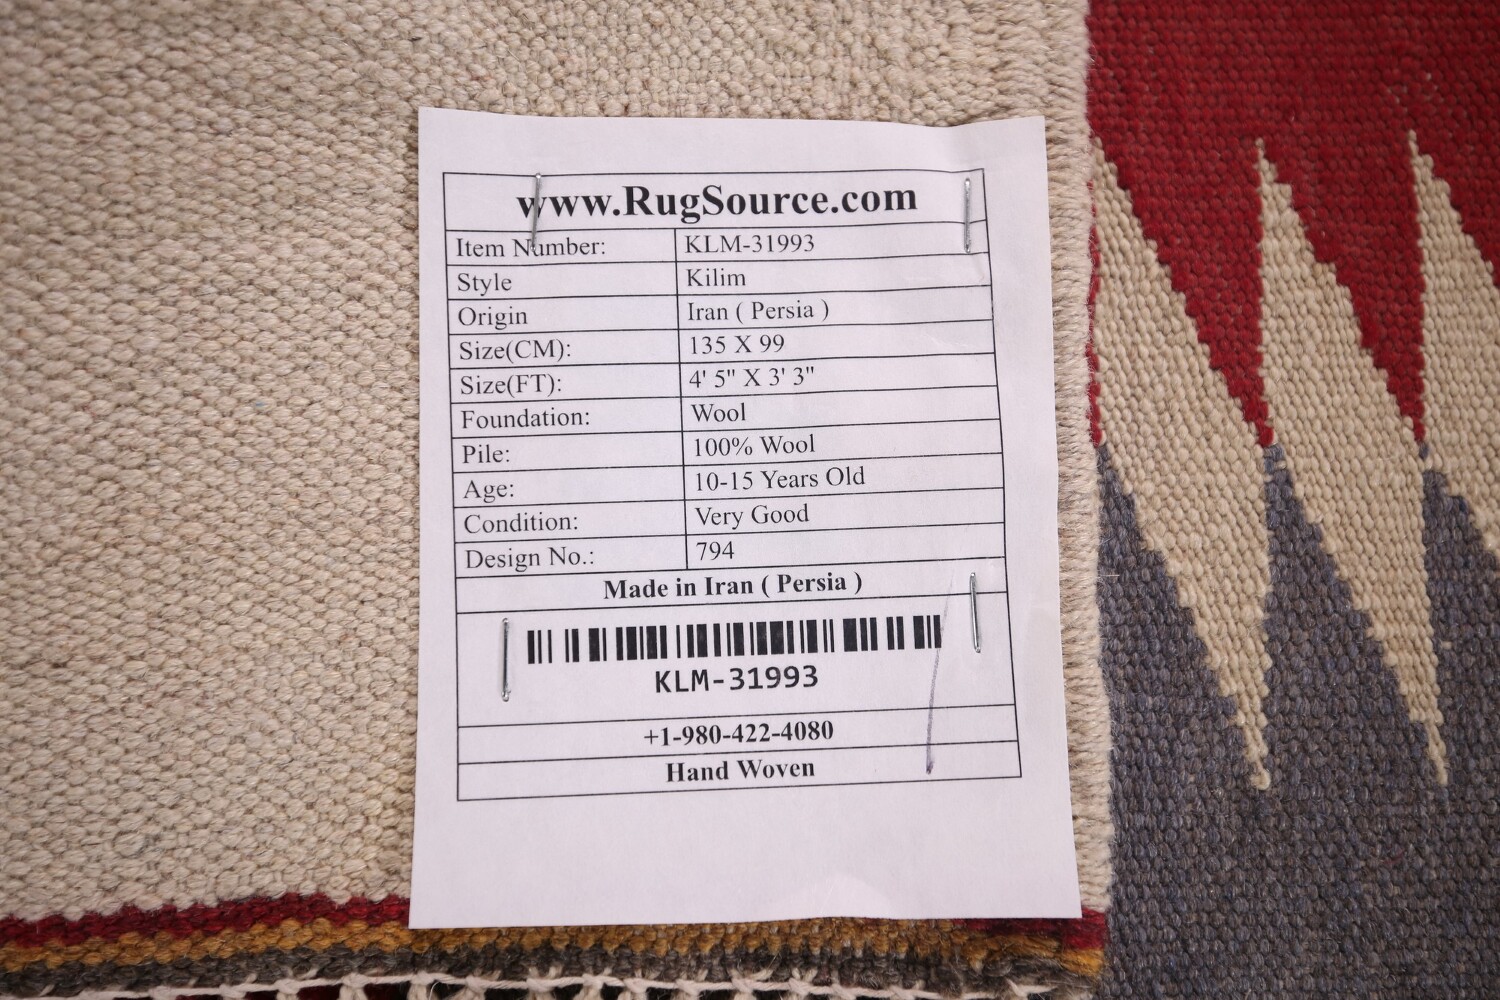 www.RugSource.com
Item Number: KLM-31993
Style Kilim
Origin Iran ( Persia )
Size(CM): 135 X 99
Size(FT): 4' 5" X 3' 3"
Foundation: Wool
Pile: 100% Wool
Age: 10-15 Years Old
Condition: Very Good
Design No.: 794
Made in Iran ( Persia )
KLM-31993
+1-980-422-4080
Hand Woven